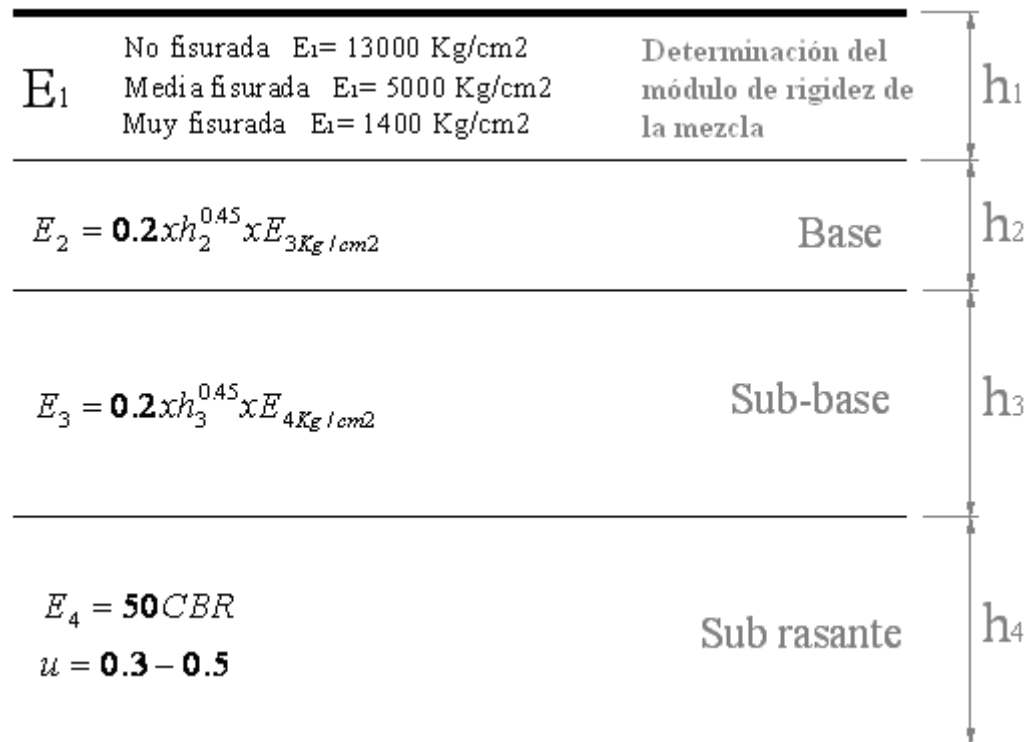 E₁
No fisurada E₁= 13000 Kg/cm2
Media fisurada E₁= 5000 Kg/cm2
Muy fisurada E₁= 1400 Kg/cm2
Determinación del
módulo de rigidez de
la mezcla
h₁
E₂ = 0.2xh₂^0.45xE₃Kg/cm2
Base
h₂
E₃ = 0.2xh₃^0.45xE₄Kg/cm2
Sub-base
h₃
E₄ = 50CBR
u = 0.3 – 0.5
Sub rasante
h₄